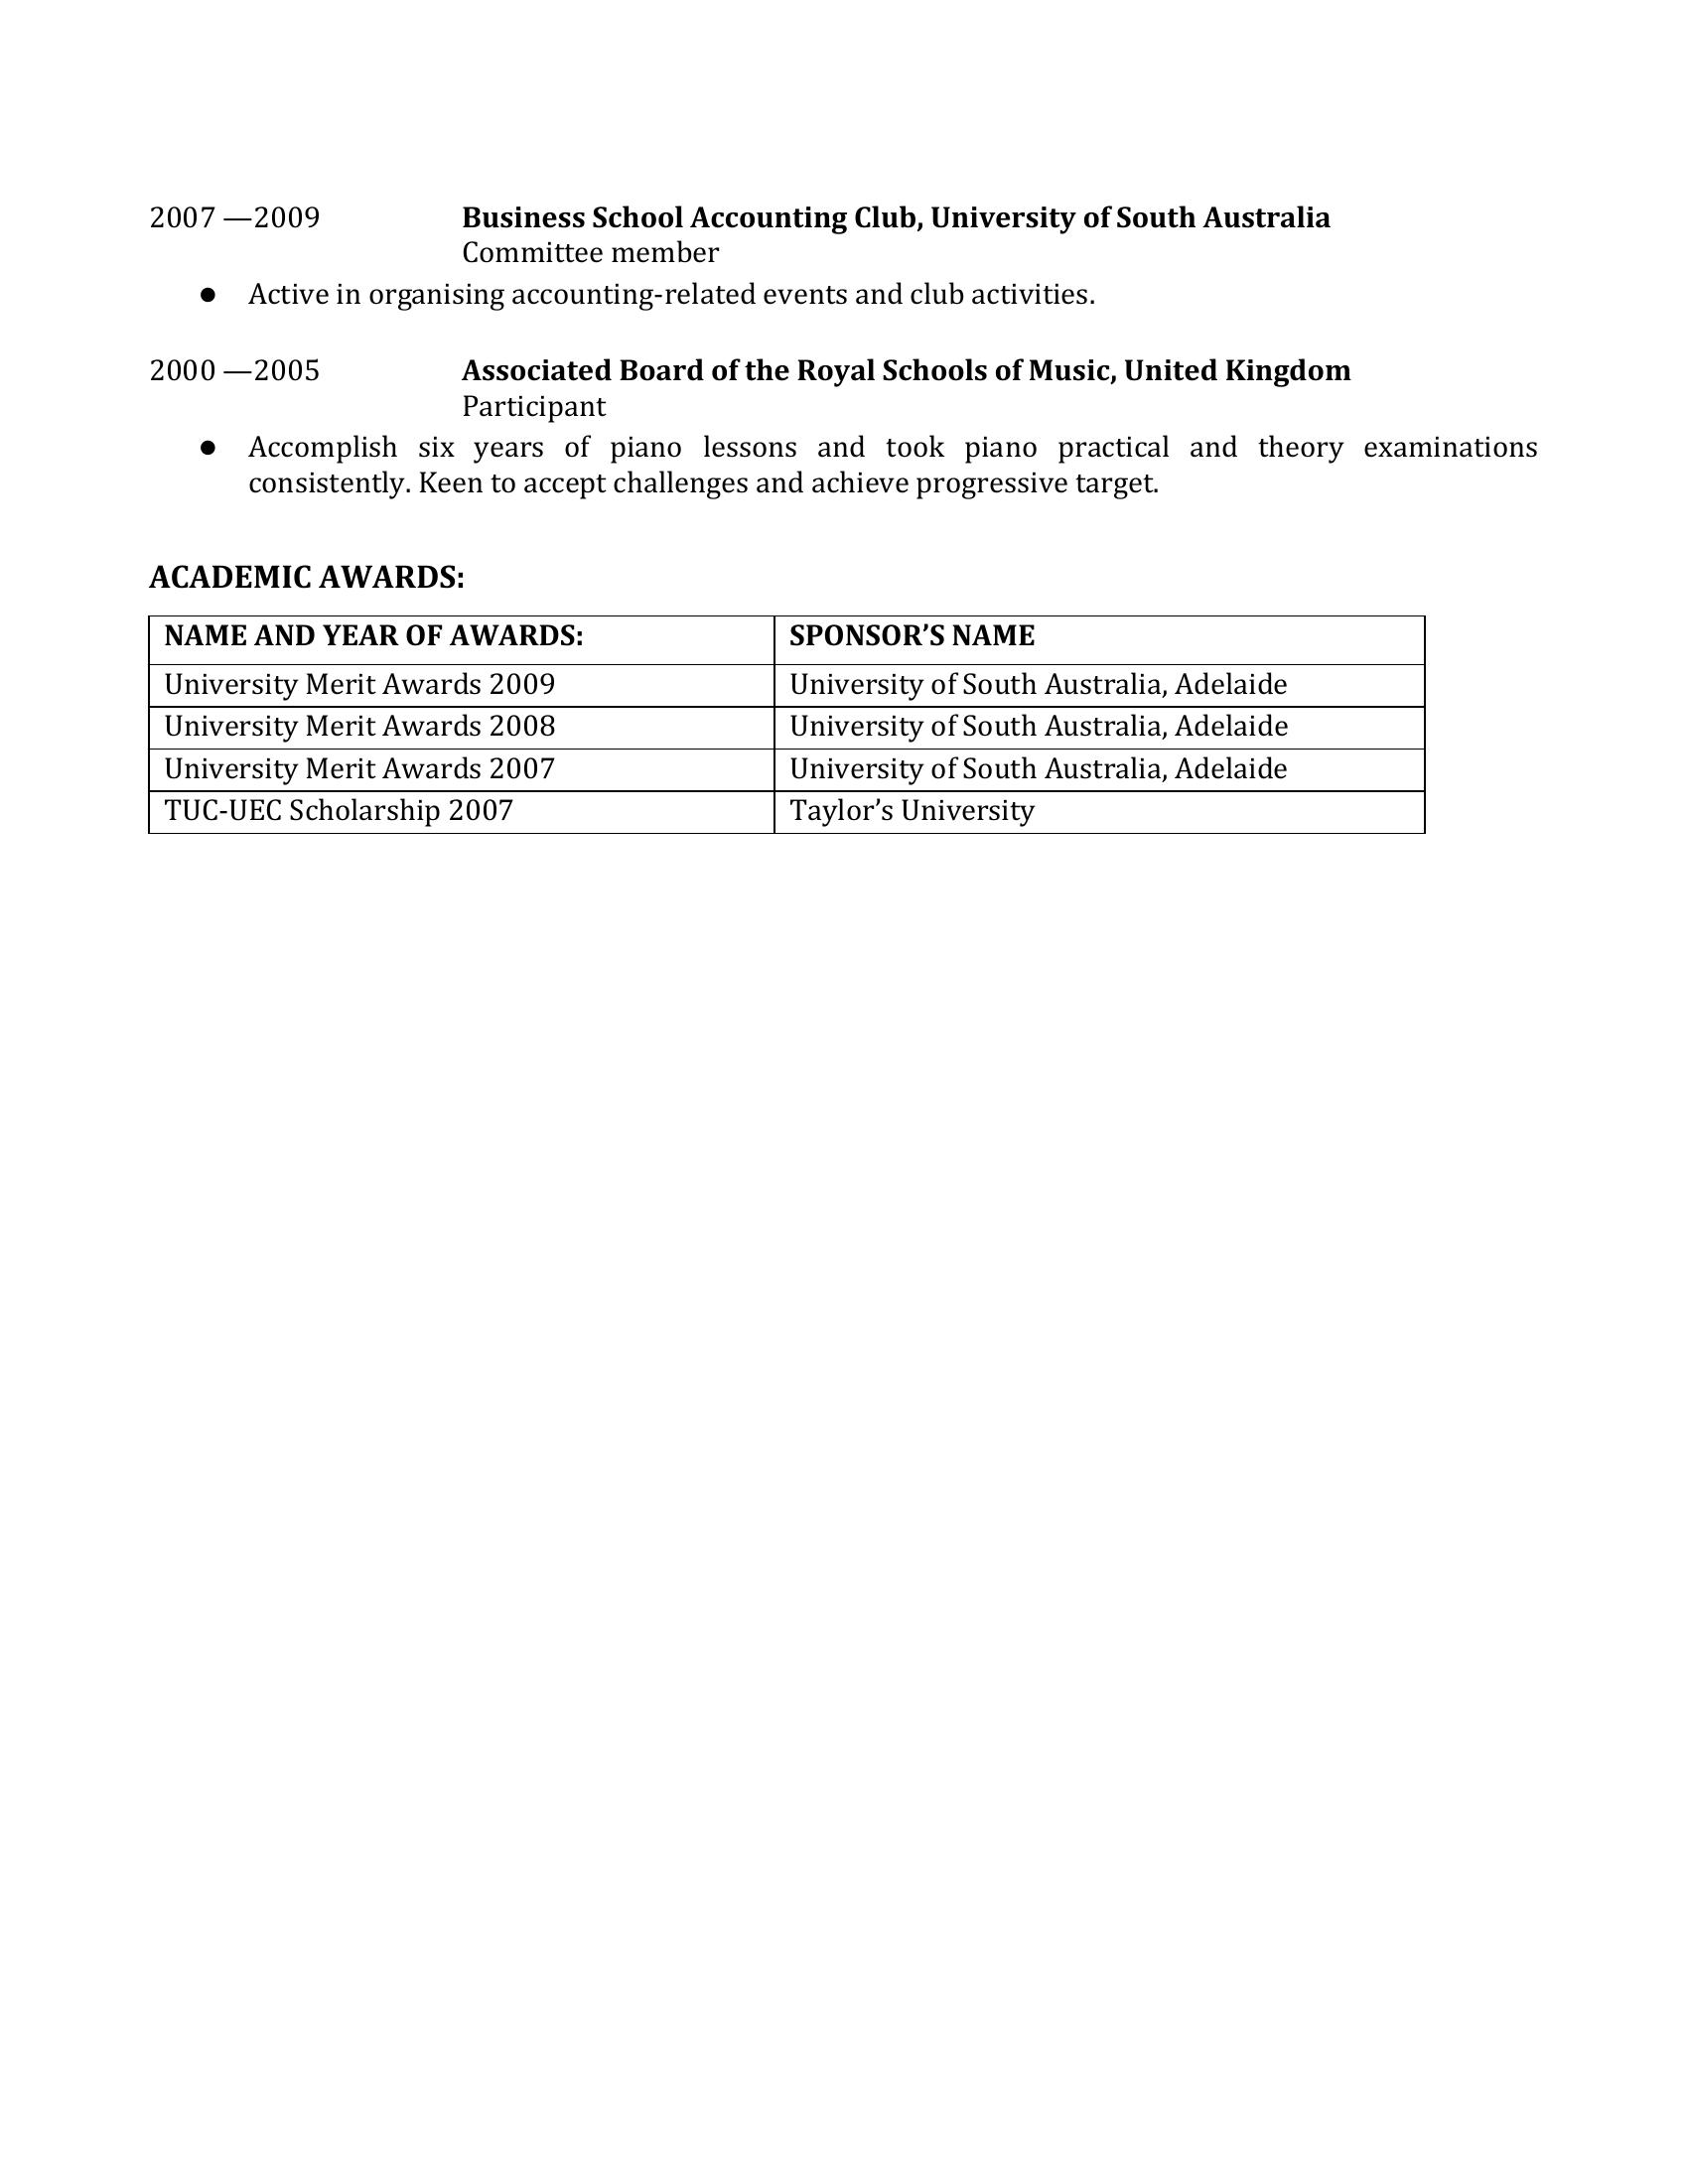 2007 —2009 Business School Accounting Club, University of South Australia
Committee member
● Active in organising accounting-related events and club activities.
2000 —2005 Associated Board of the Royal Schools of Music, United Kingdom
Participant
● Accomplish six years of piano lessons and took piano practical and theory examinations
consistently. Keen to accept challenges and achieve progressive target.
ACADEMIC AWARDS:
NAME AND YEAR OF AWARDS: SPONSOR’S NAME
University Merit Awards 2009 University of South Australia, Adelaide
University Merit Awards 2008 University of South Australia, Adelaide
University Merit Awards 2007 University of South Australia, Adelaide
TUC-UEC Scholarship 2007 Taylor’s University